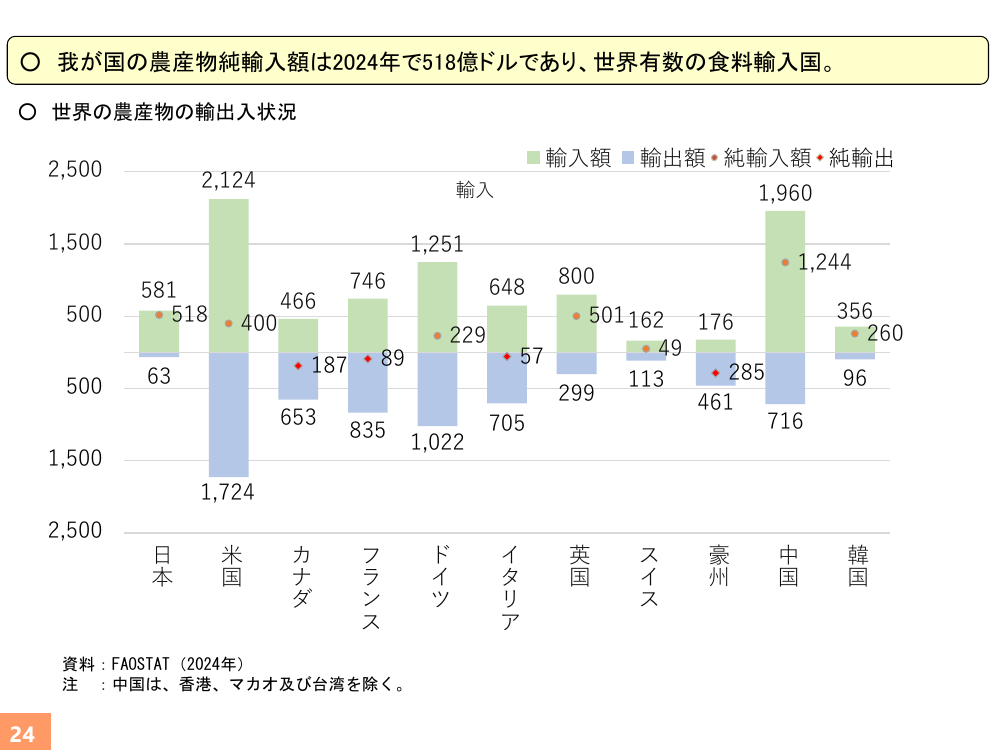 〇　我が国の農産物純輸入額は2024年で518億ドルであり、世界有数の食料輸入国。
〇　世界の農産物の輸出入状況
輸入額 輸出額 純輸入額 純輸出
輸入
2,500
1,500
500
500
1,500
2,500
581 2,124 466 746 1,251 648 800 162 176 1,960 356
518 400 187 89 229 57 501 49 285 1,244 260
63 1,724 653 835 1,022 705 299 113 461 716 96
日本 米国 カナダ フランス ドイツ イタリア 英国 スイス 豪州 中国 韓国
資料：FAOSTAT（2024年）
注　：中国は、香港、マカオ及び台湾を除く。
24